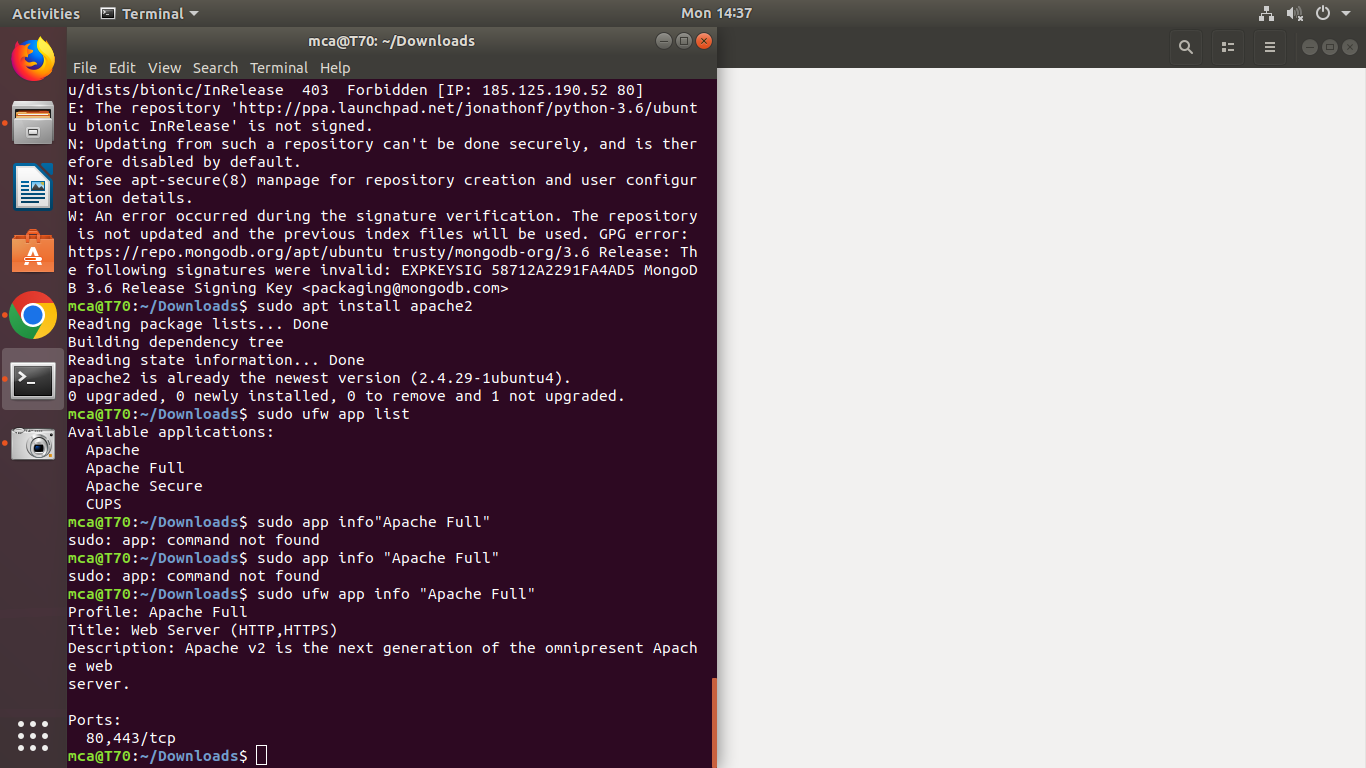 Activities Terminal Mon 14:37
mca@T70: ~/Downloads
File Edit View Search Terminal Help
u/dists/bionic/InRelease  403  Forbidden [IP: 185.125.190.52 80]
E: The repository 'http://ppa.launchpad.net/jonathonf/python-3.6/ubunt
u bionic InRelease' is not signed.
N: Updating from such a repository can't be done securely, and is ther
efore disabled by default.
N: See apt-secure(8) manpage for repository creation and user configur
ation details.
W: An error occurred during the signature verification. The repository
 is not updated and the previous index files will be used. GPG error:
https://repo.mongodb.org/apt/ubuntu trusty/mongodb-org/3.6 Release: Th
e following signatures were invalid: EXPKEYSIG 58712A2291FA4AD5 MongoD
B 3.6 Release Signing Key <packaging@mongodb.com>
mca@T70:~/Downloads$ sudo apt install apache2
Reading package lists... Done
Building dependency tree
Reading state information... Done
apache2 is already the newest version (2.4.29-1ubuntu4).
0 upgraded, 0 newly installed, 0 to remove and 1 not upgraded.
mca@T70:~/Downloads$ sudo ufw app list
Available applications:
  Apache
  Apache Full
  Apache Secure
  CUPS
mca@T70:~/Downloads$ sudo app info"Apache Full"
sudo: app: command not found
mca@T70:~/Downloads$ sudo app info "Apache Full"
sudo: app: command not found
mca@T70:~/Downloads$ sudo ufw app info "Apache Full"
Profile: Apache Full
Title: Web Server (HTTP,HTTPS)
Description: Apache v2 is the next generation of the omnipresent Apach
e web
server.

Ports:
  80,443/tcp
mca@T70:~/Downloads$